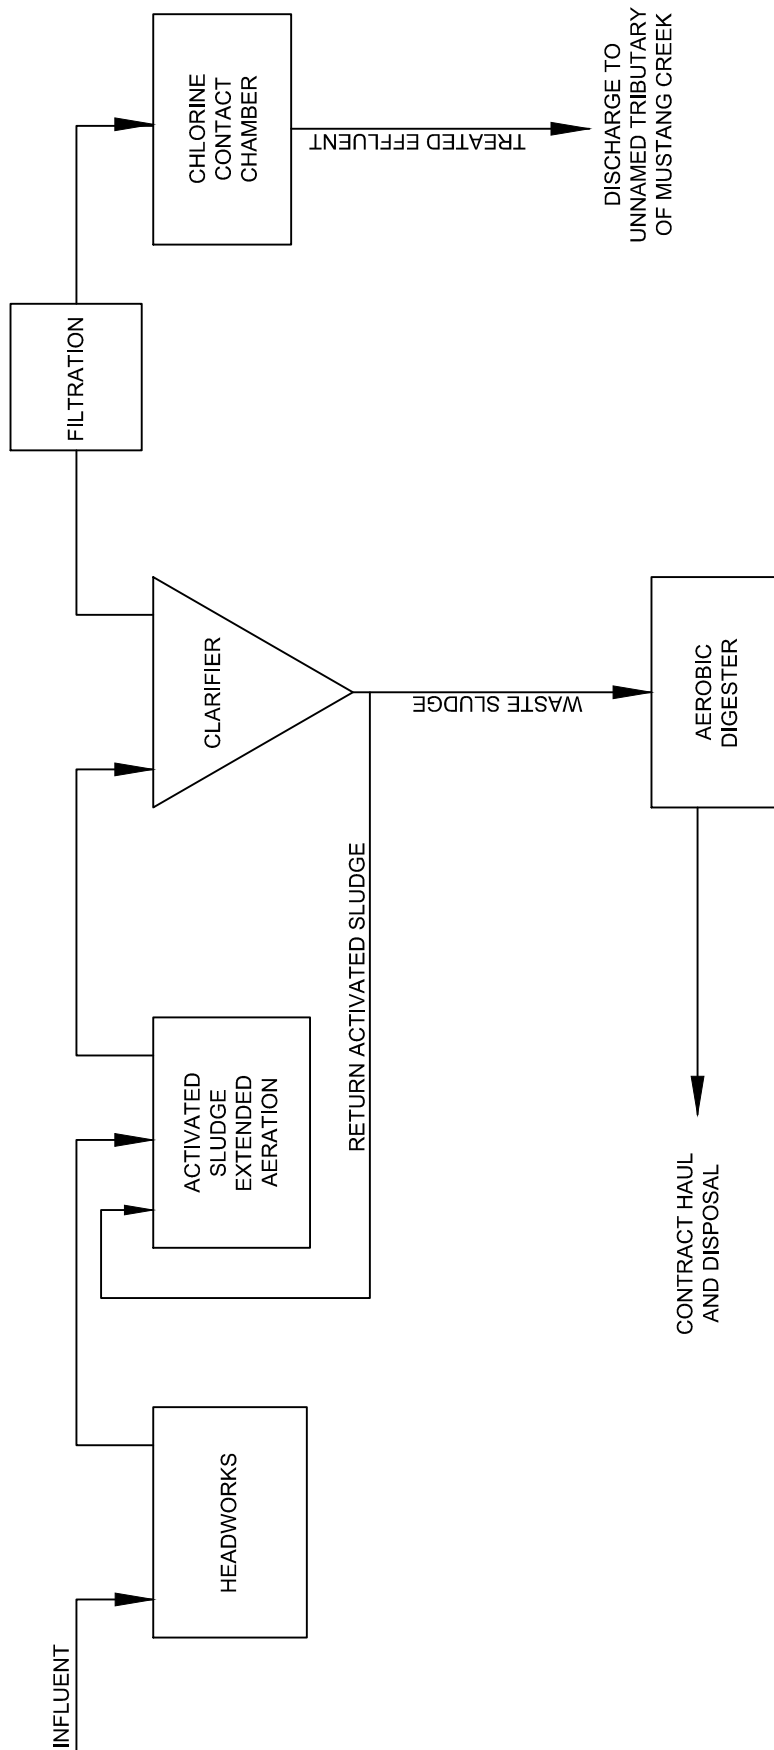 INFLUENT
HEADWORKS
ACTIVATED
SLUDGE
EXTENDED
AERATION
RETURN ACTIVATED SLUDGE
CLARIFIER
WASTE SLUDGE
AEROBIC
DIGESTER
CONTRACT HAUL
AND DISPOSAL
FILTRATION
CHLORINE
CONTACT
CHAMBER
TREATED EFFLUENT
DISCHARGE TO
UNNAMED TRIBUTARY
OF MUSTANG CREEK